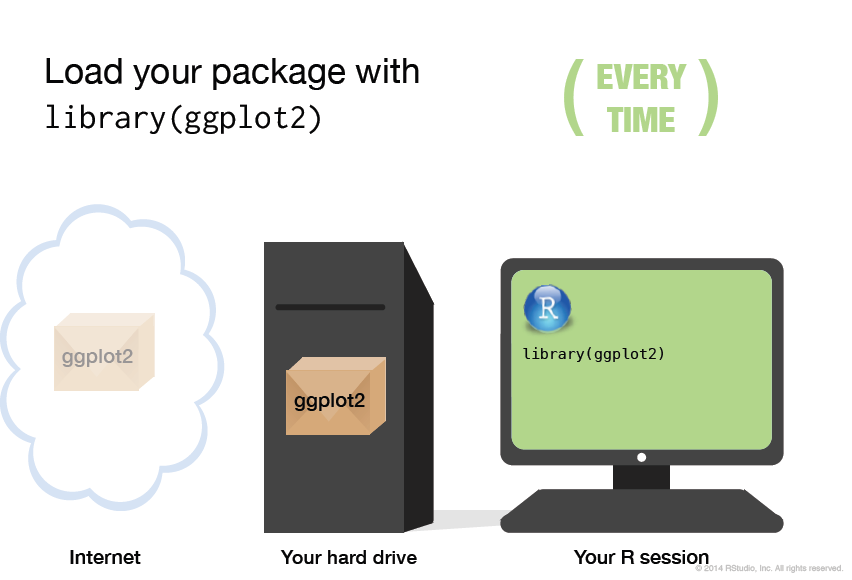 Load your package with
library(ggplot2)
( EVERY
TIME )
ggplot2
ggplot2
R
library(ggplot2)
Internet
Your hard drive
Your R session
© 2014 RStudio, Inc. All rights reserved.